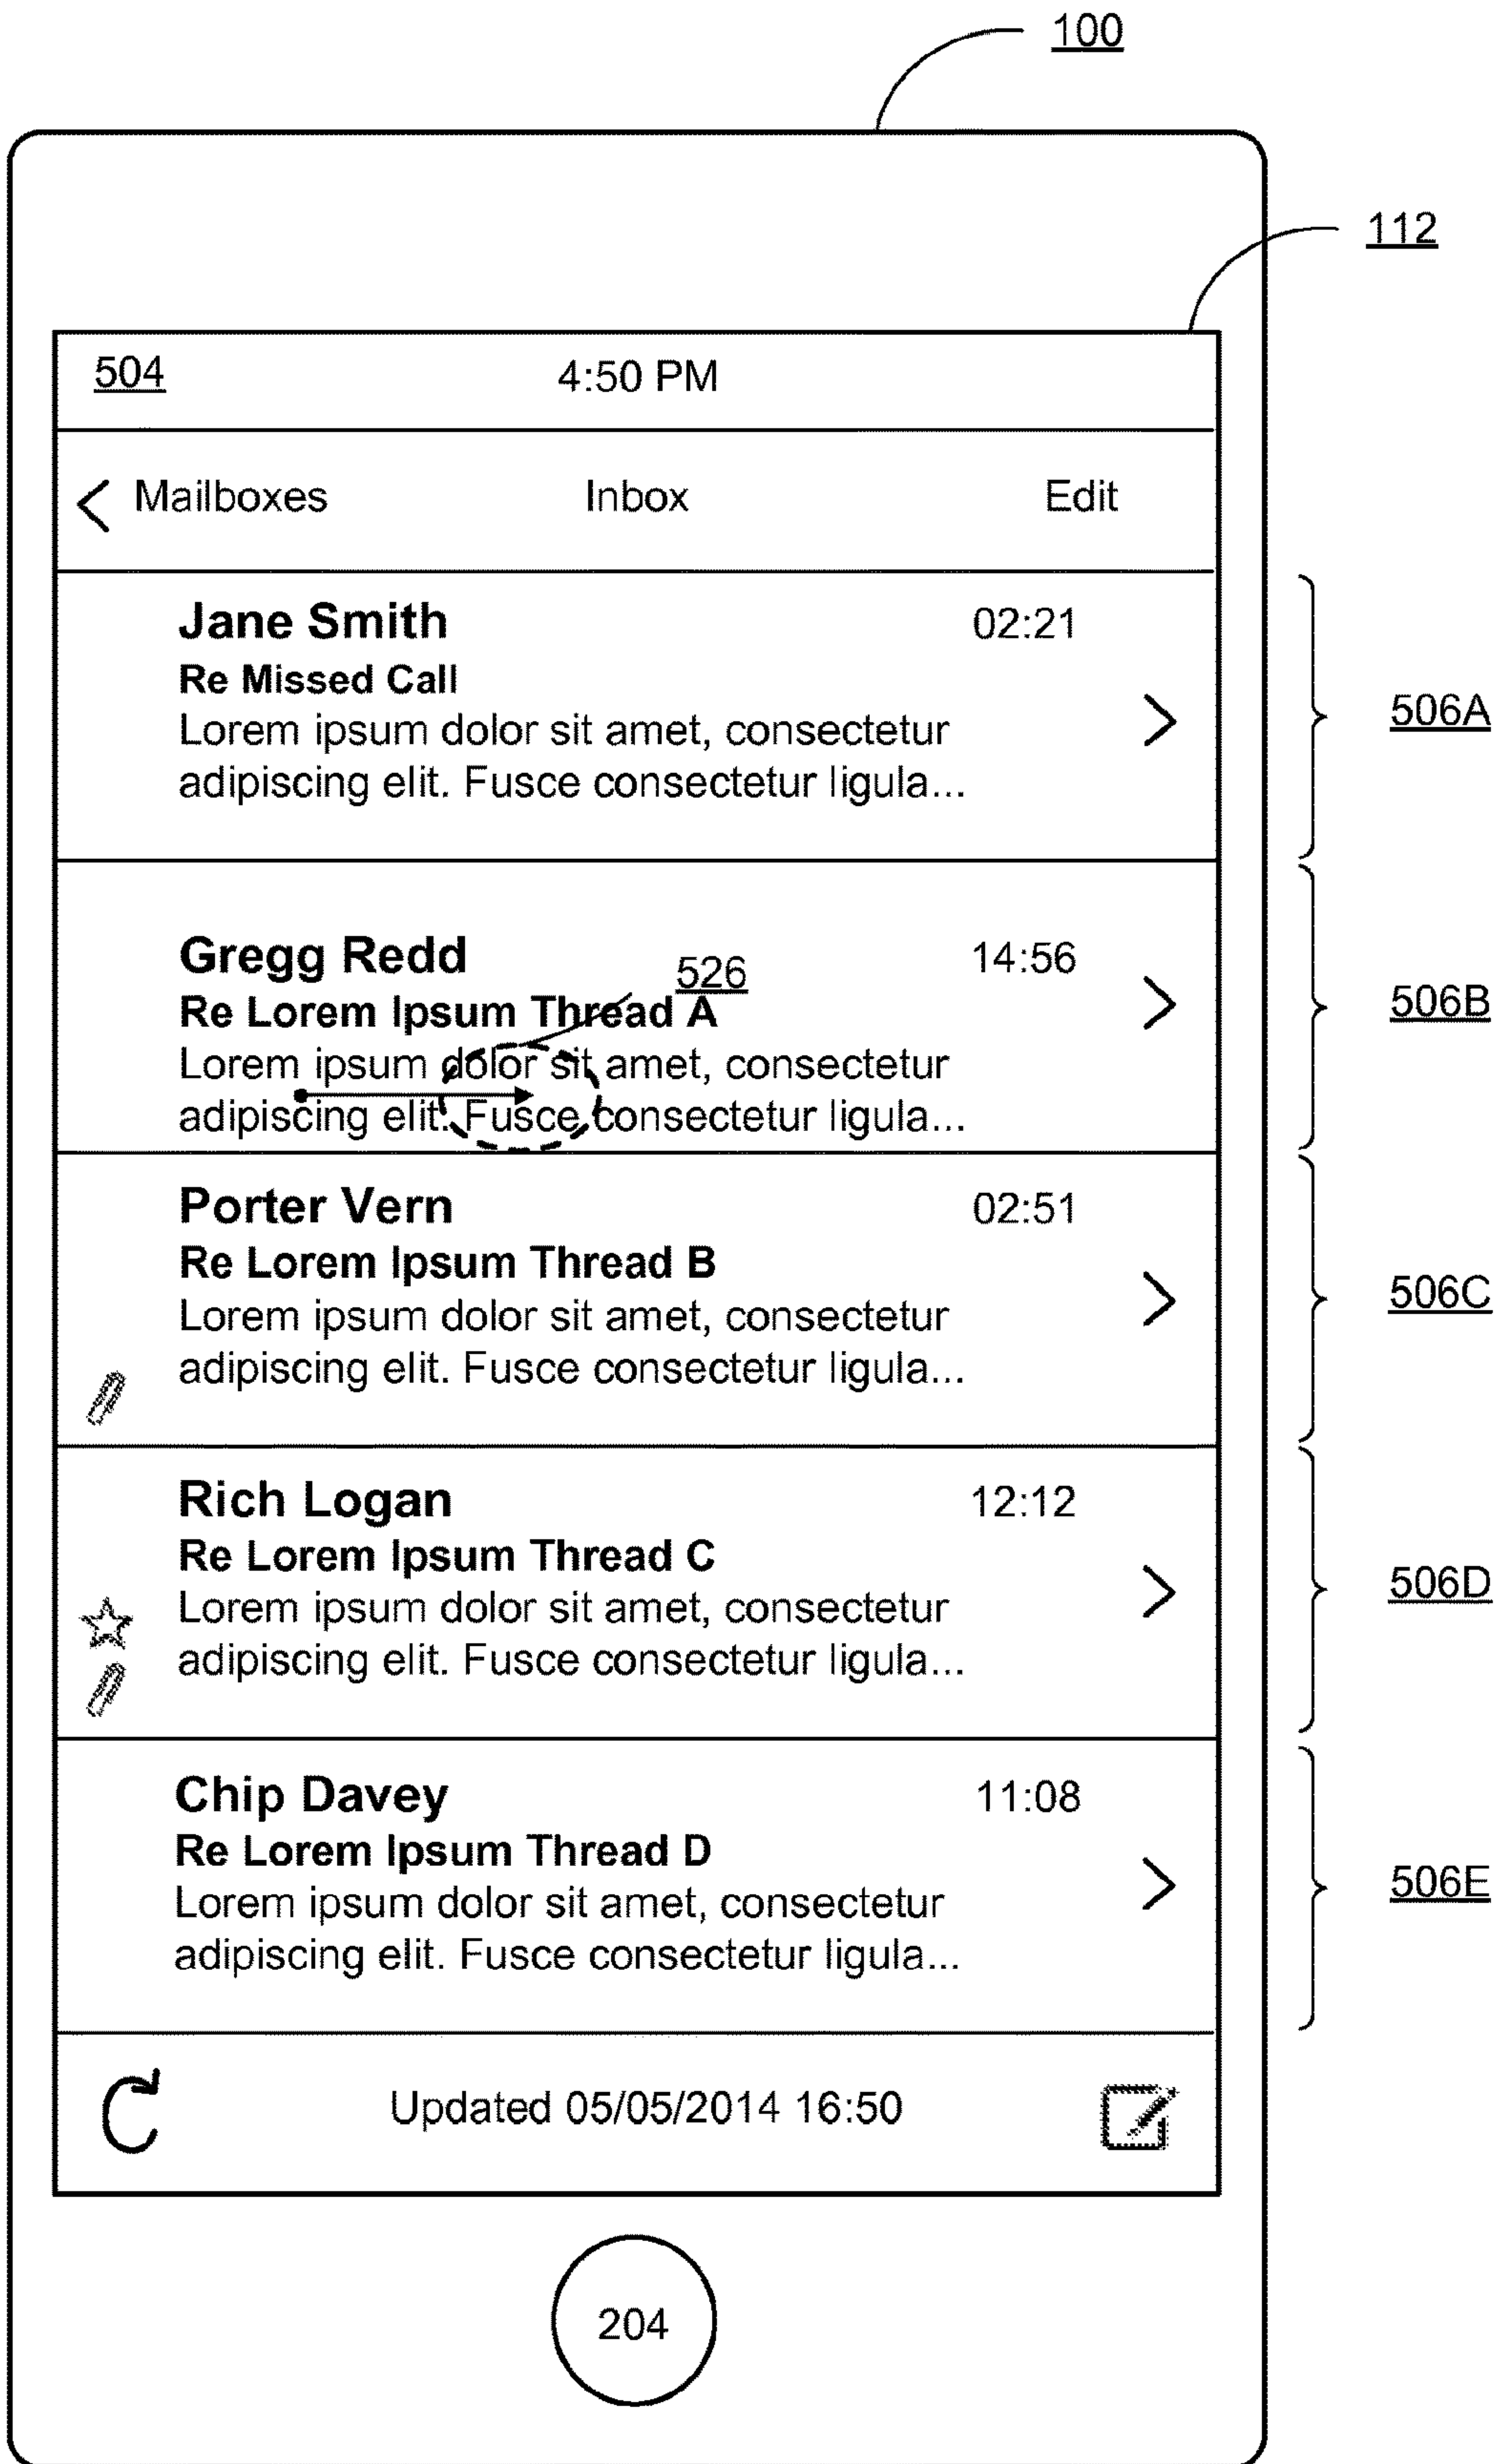 100
112
504 4:50 PM
Mailboxes Inbox Edit
Jane Smith 02:21
Re Missed Call
Lorem ipsum dolor sit amet, consectetur
adipiscing elit. Fusce consectetur ligula...
506A
Gregg Redd 14:56
526
Re Lorem Ipsum Thread A
Lorem ipsum dolor sit amet, consectetur
adipiscing elit. Fusce consectetur ligula...
506B
Porter Vern 02:51
Re Lorem Ipsum Thread B
Lorem ipsum dolor sit amet, consectetur
adipiscing elit. Fusce consectetur ligula...
506C
Rich Logan 12:12
Re Lorem Ipsum Thread C
Lorem ipsum dolor sit amet, consectetur
adipiscing elit. Fusce consectetur ligula...
506D
Chip Davey 11:08
Re Lorem Ipsum Thread D
Lorem ipsum dolor sit amet, consectetur
adipiscing elit. Fusce consectetur ligula...
506E
Updated 05/05/2014 16:50
204